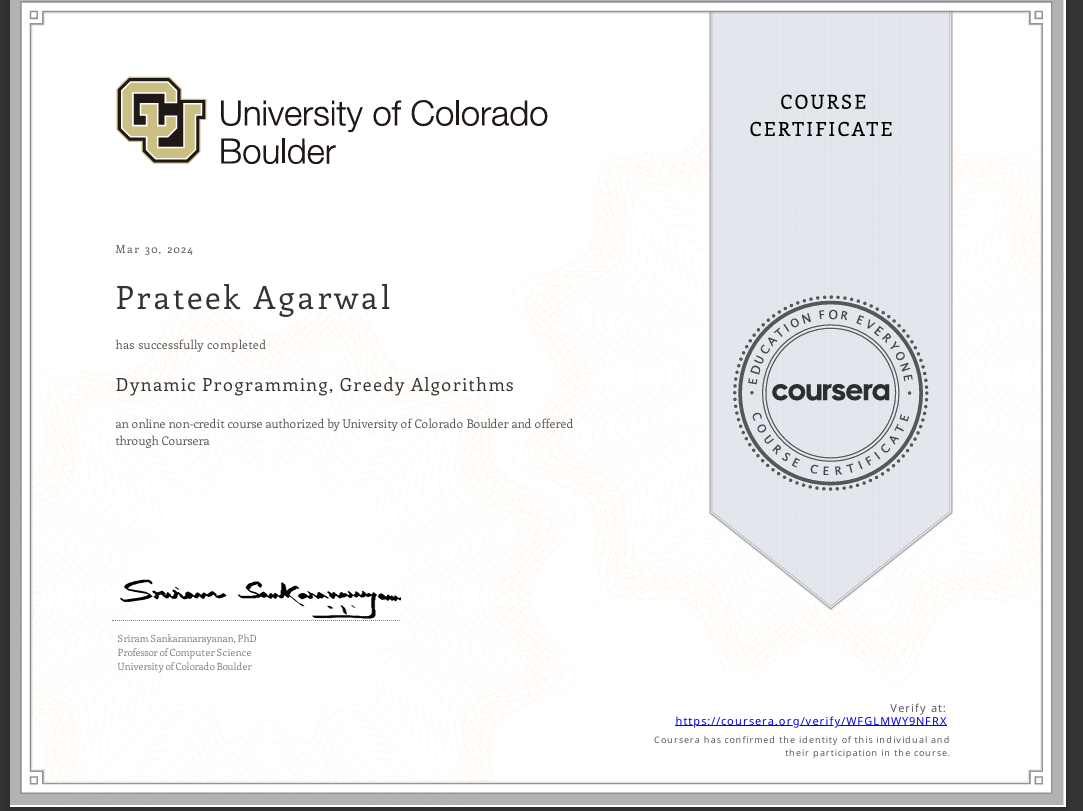 University of Colorado
Boulder
COURSE
CERTIFICATE
Mar 30, 2024
Prateek Agarwal
has successfully completed
Dynamic Programming, Greedy Algorithms
an online non-credit course authorized by University of Colorado Boulder and offered
through Coursera
EDUCATION FOR EVERYONE
coursera
COURSE CERTIFICATE
Sriram Sankaranarayanan
Sriram Sankaranarayanan, PhD
Professor of Computer Science
University of Colorado Boulder
Verify at:
https://coursera.org/verify/WFGLMWY9NFRX
Coursera has confirmed the identity of this individual and
their participation in the course.